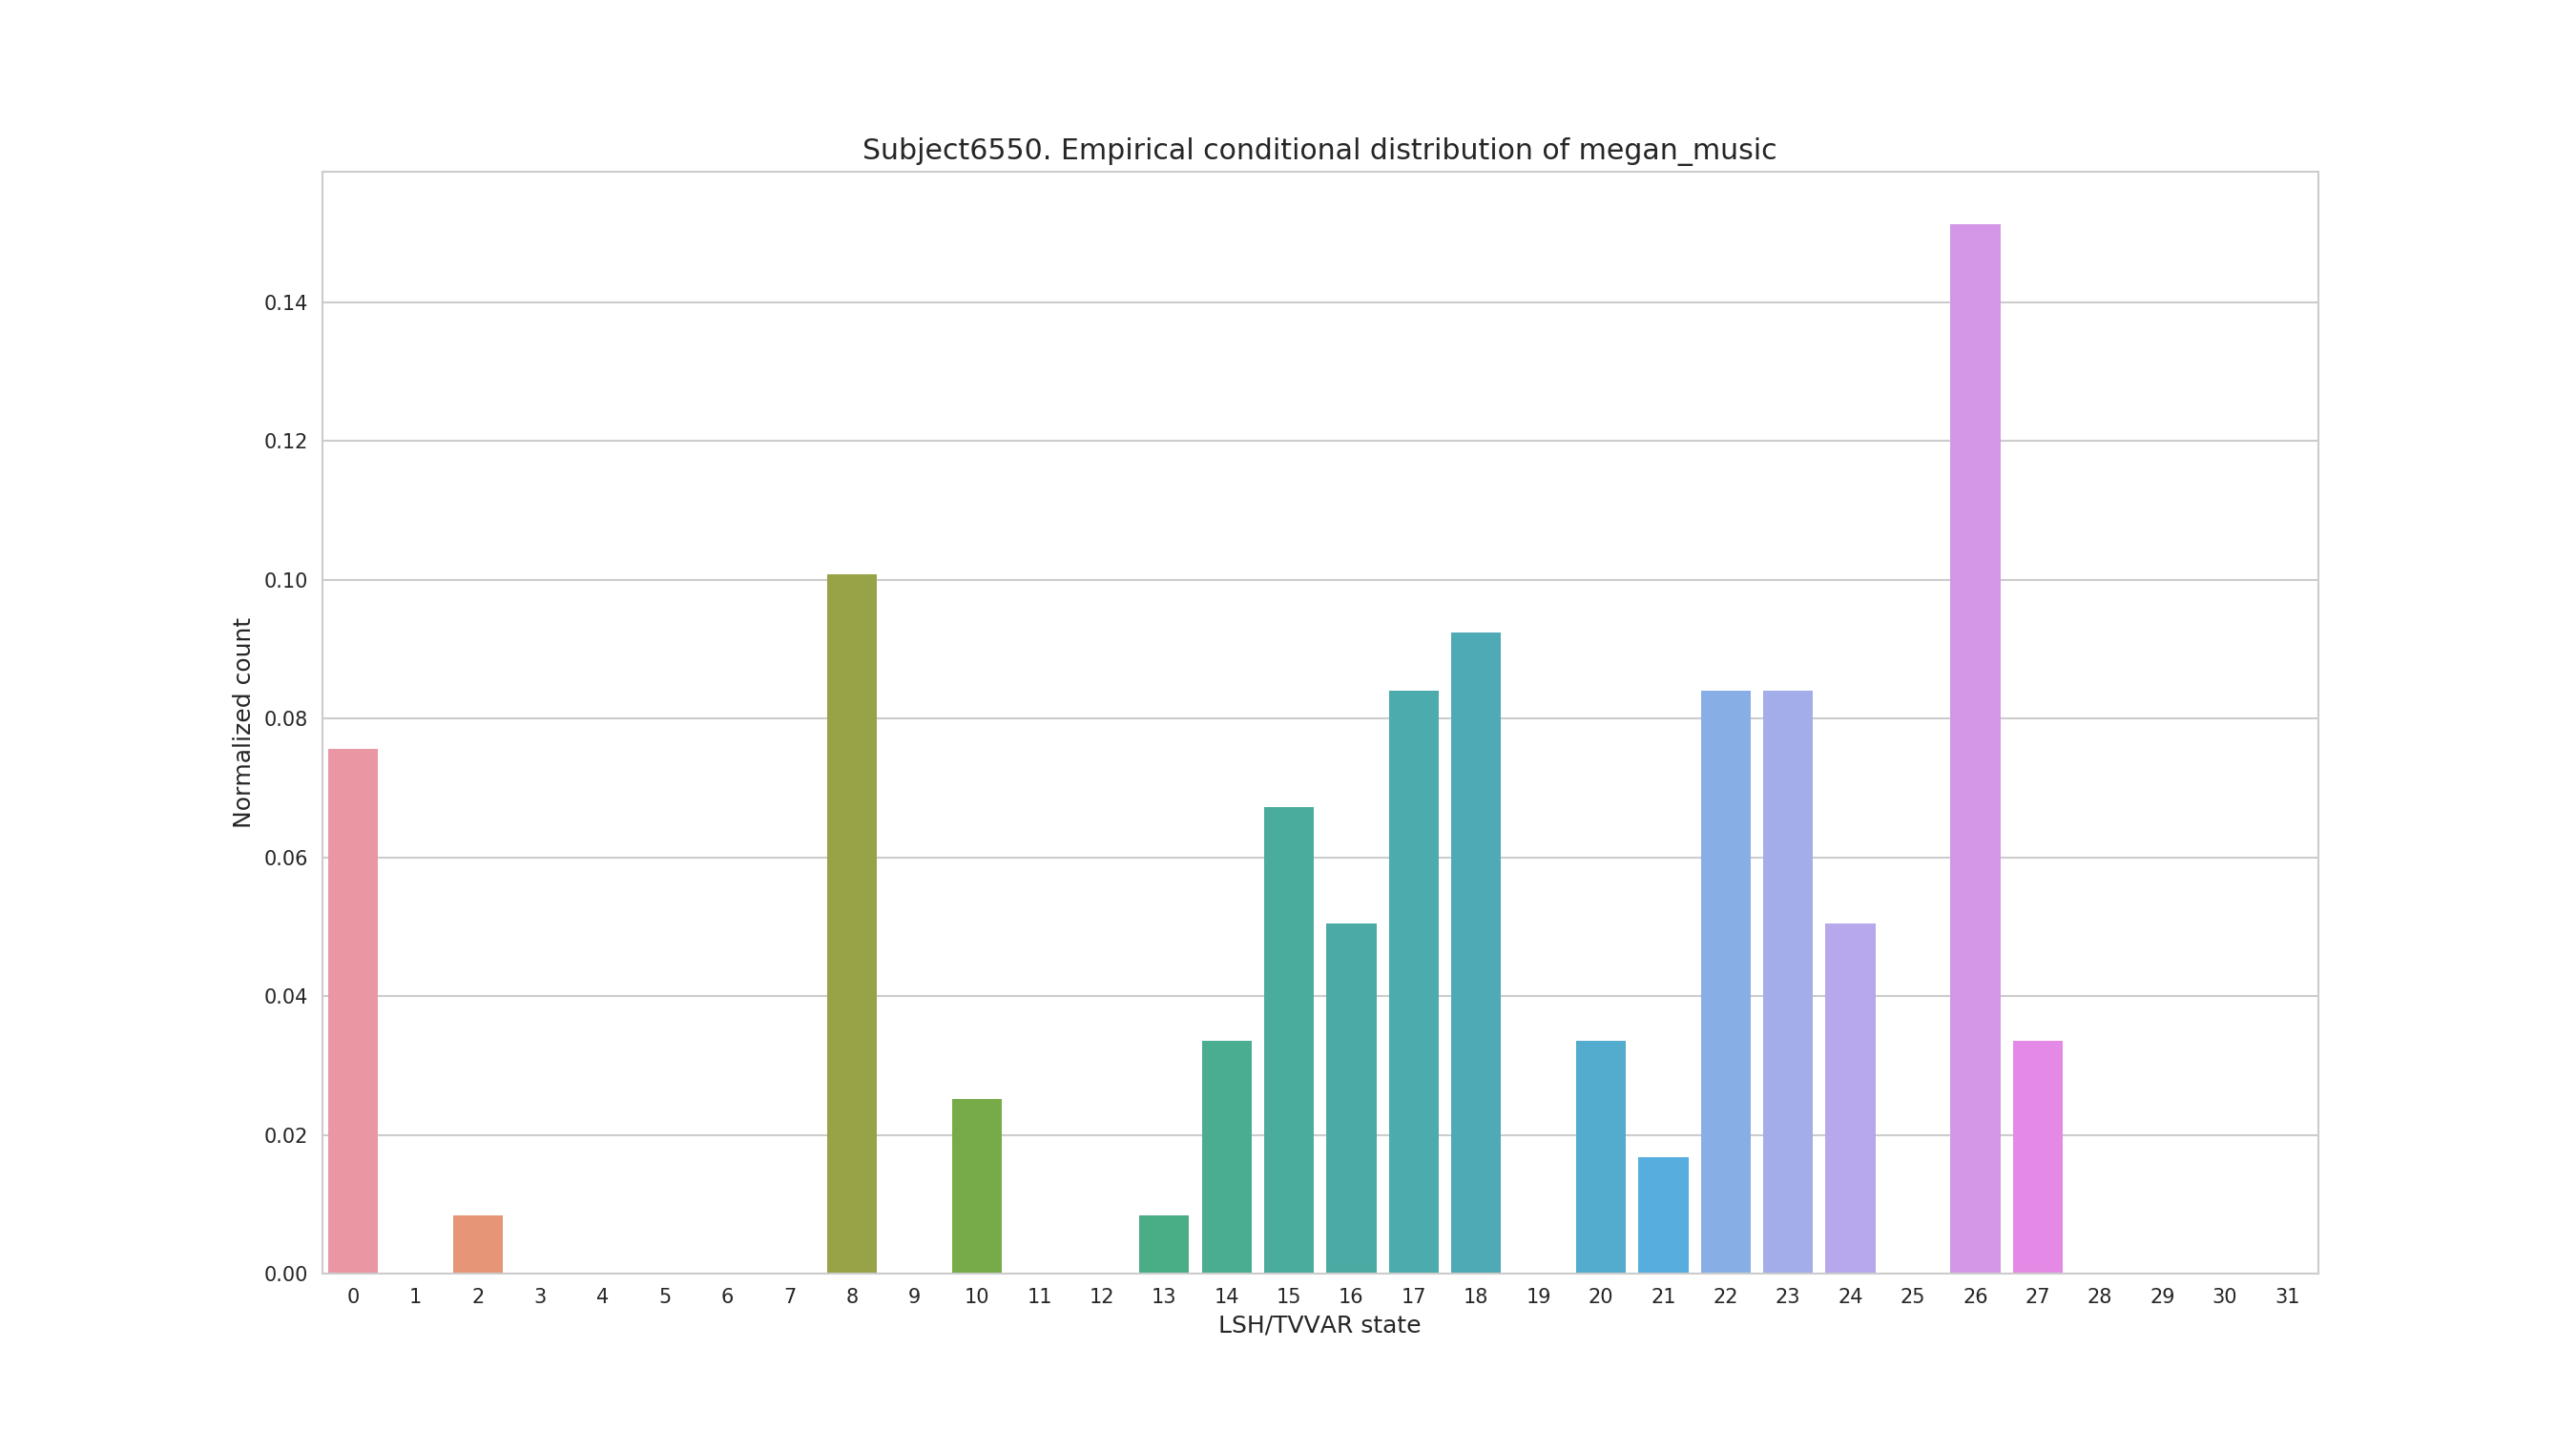 Subject6550. Empirical conditional distribution of megan_music
Normalized count
0.14
0.12
0.10
0.08
0.06
0.04
0.02
0.00
0 1 2 3 4 5 6 7 8 9 10 11 12 13 14 15 16 17 18 19 20 21 22 23 24 25 26 27 28 29 30 31
LSH/TVVAR state